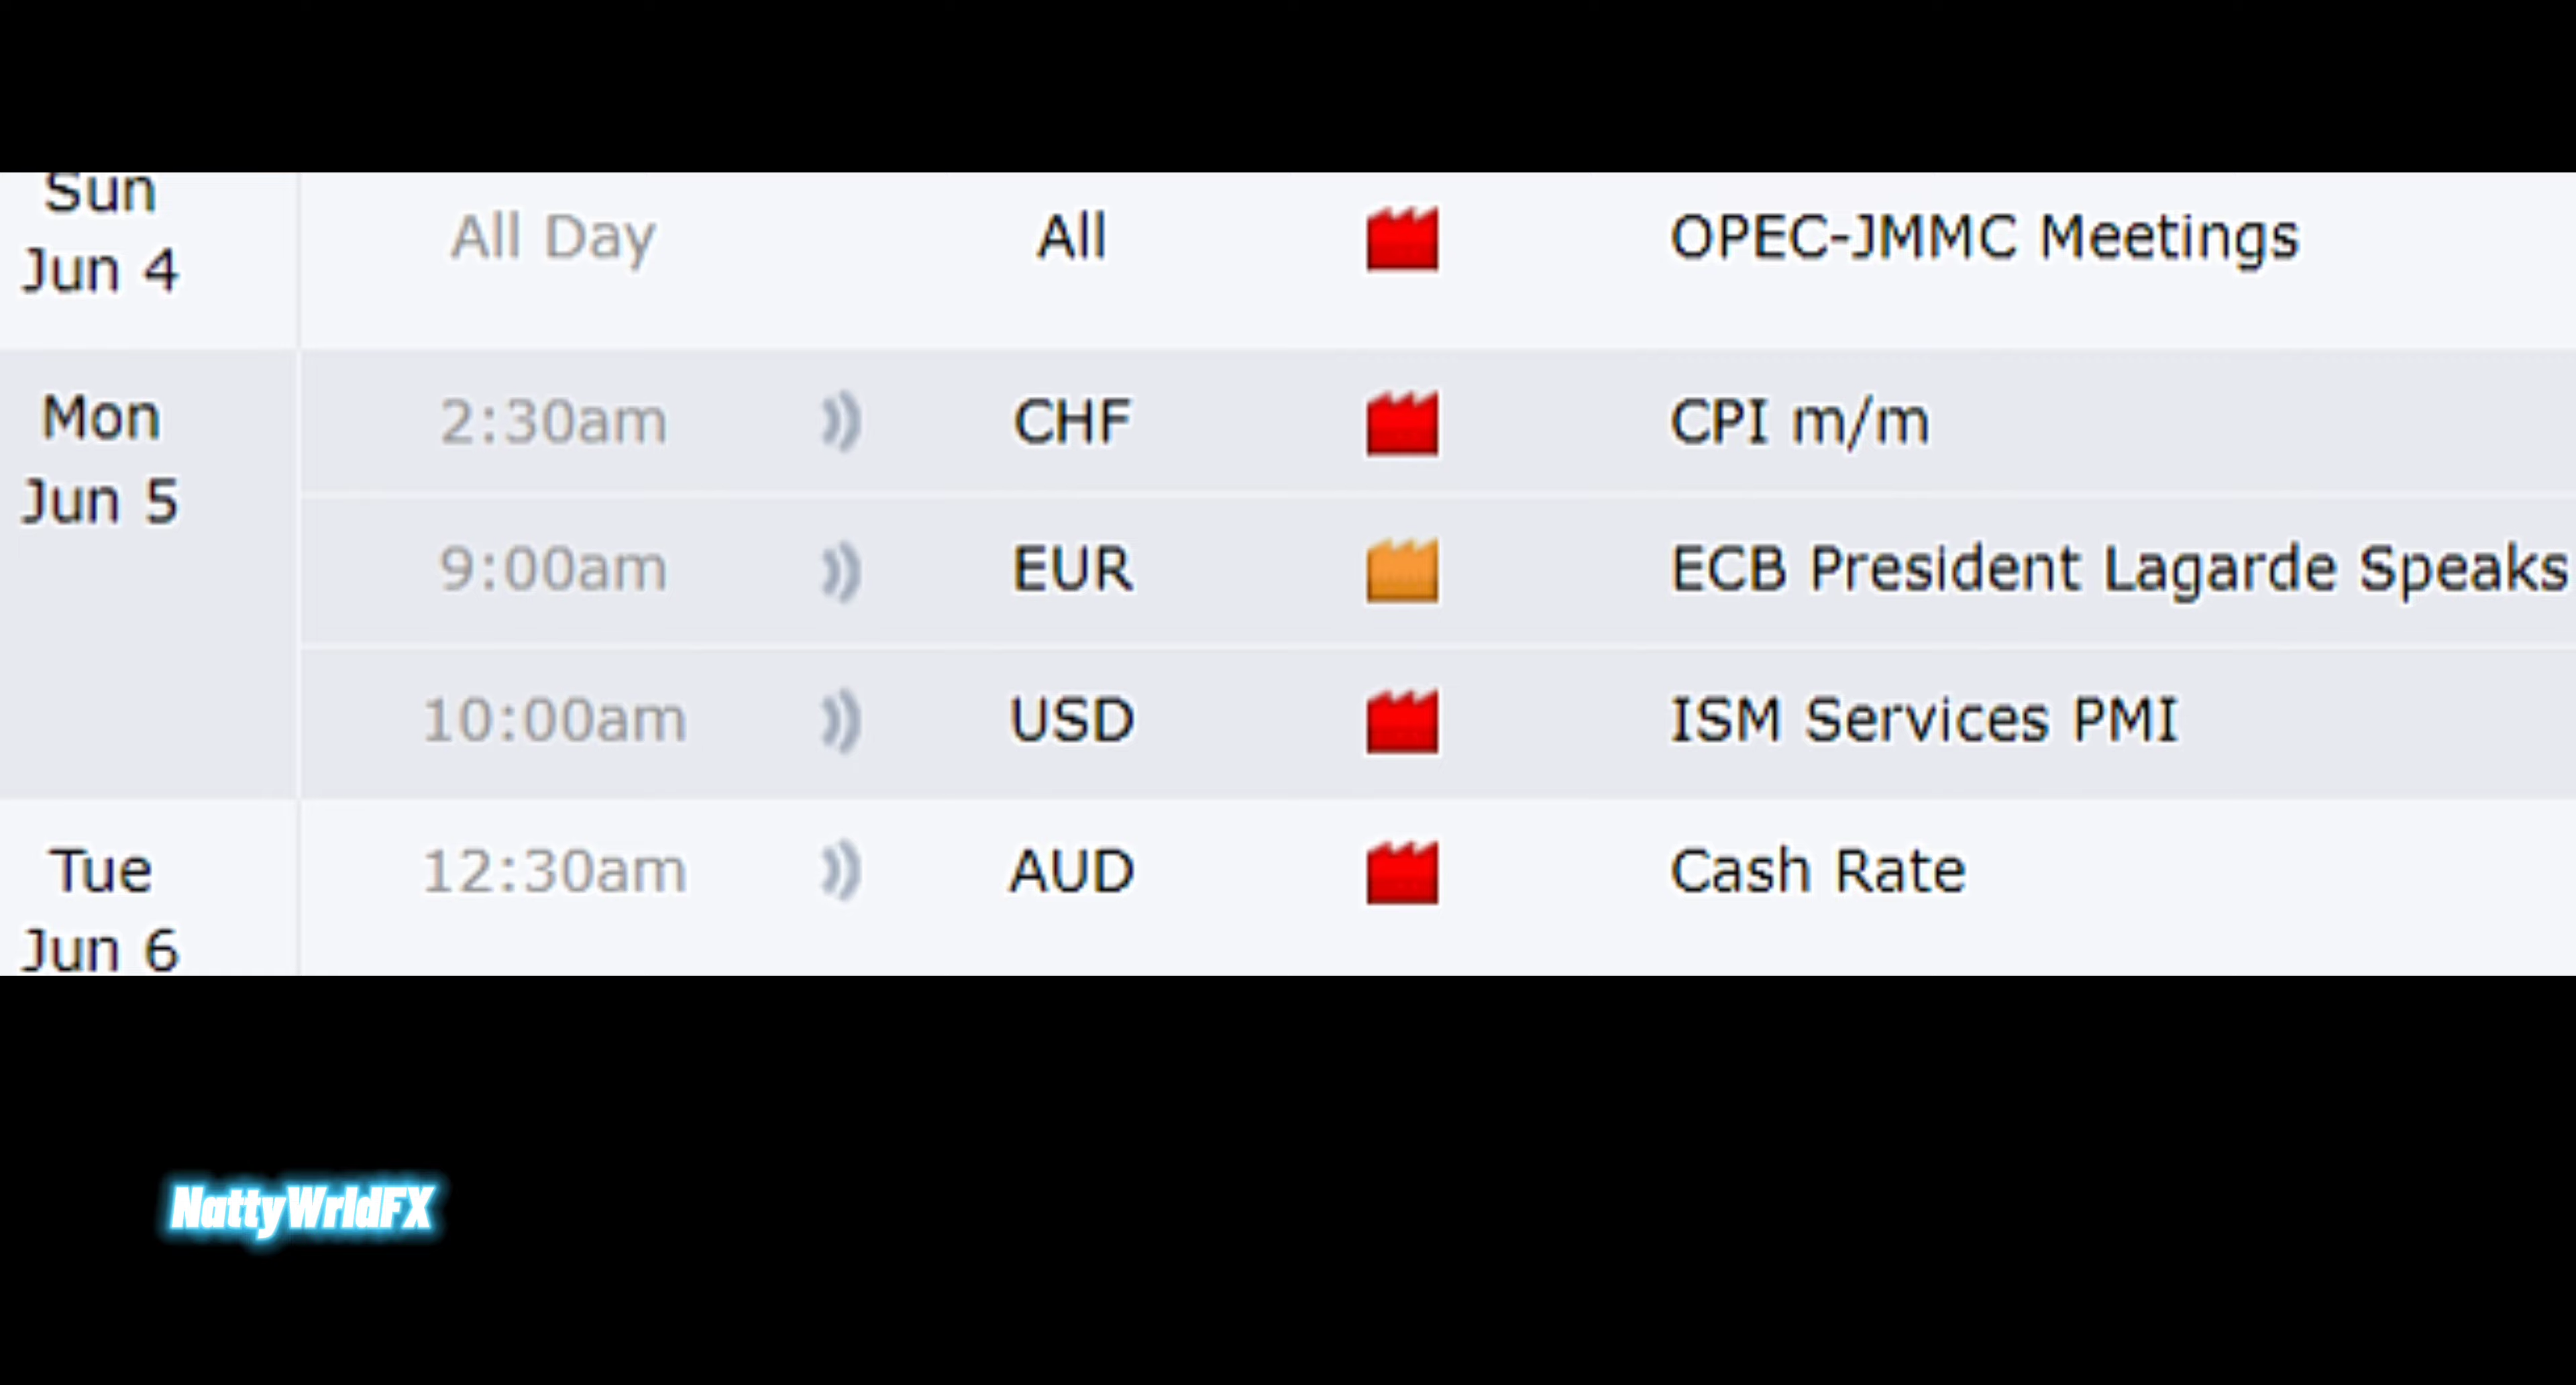 Sun
Jun 4
All Day All OPEC-JMMC Meetings
Mon
Jun 5
2:30am CHF CPI m/m
9:00am EUR ECB President Lagarde Speaks
10:00am USD ISM Services PMI
Tue
Jun 6
12:30am AUD Cash Rate
NattyWrldFX